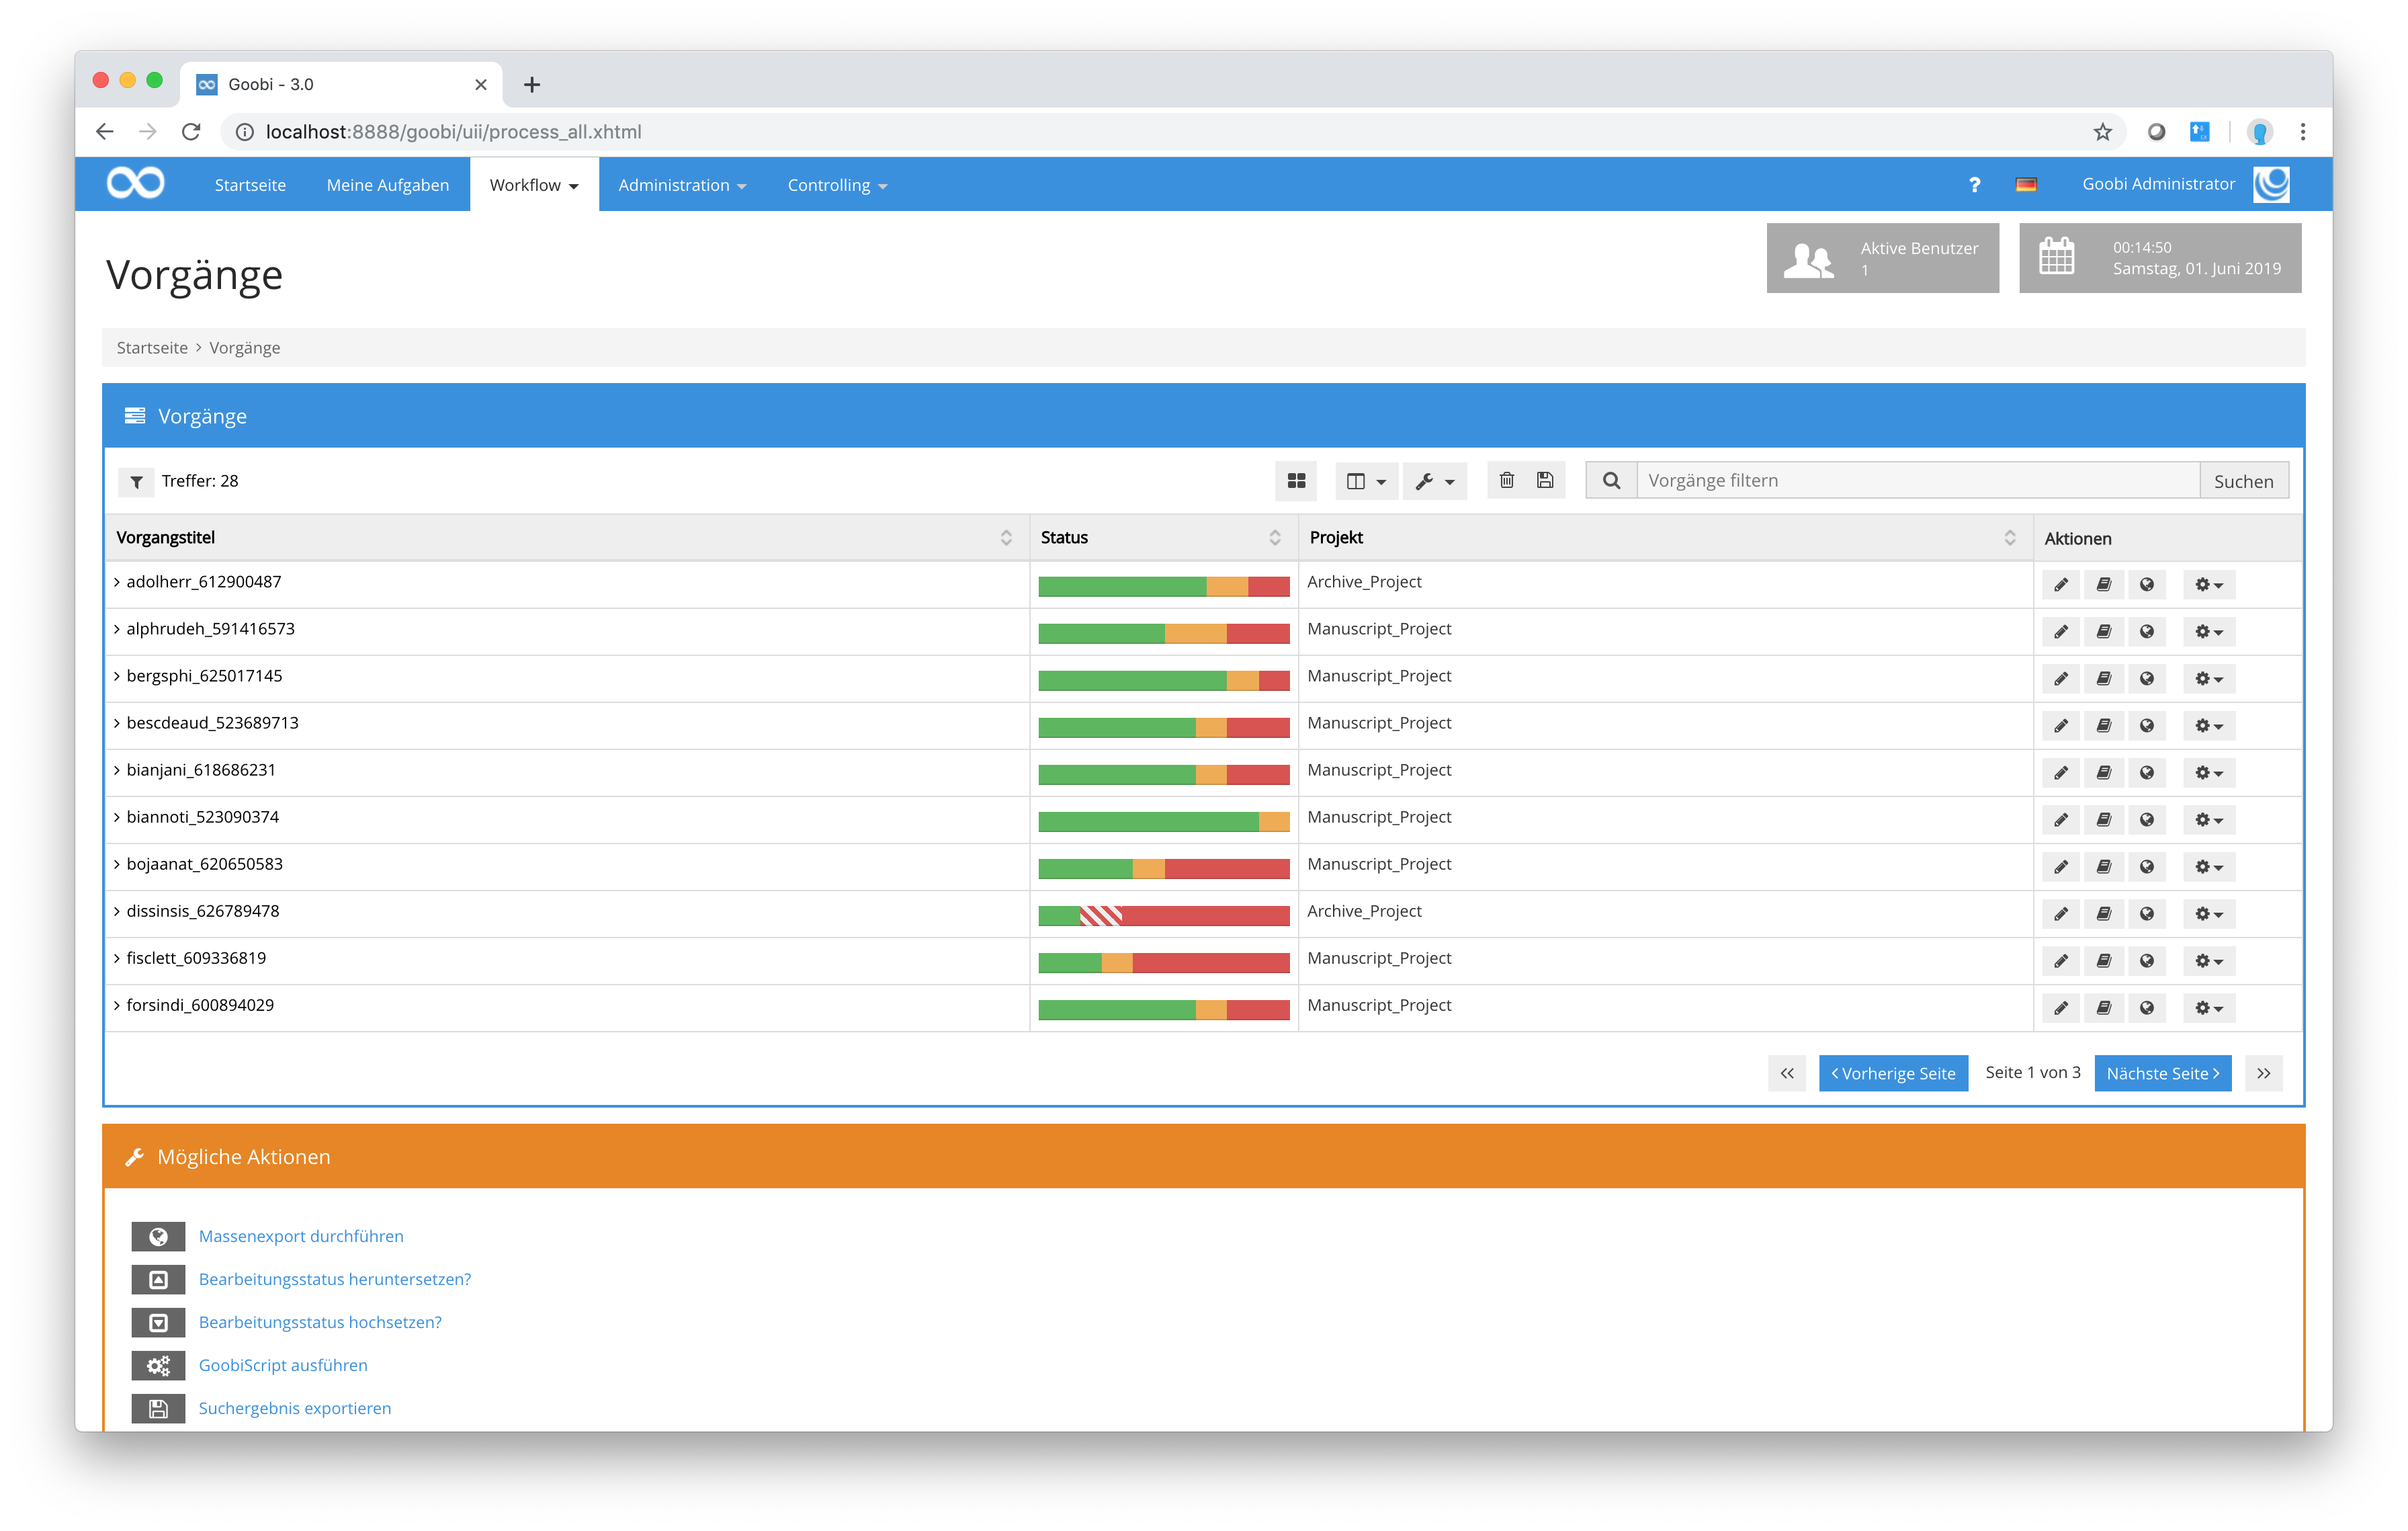 Goobi - 3.0
localhost:8888/goobi/uii/process_all.xhtml
Startseite Meine Aufgaben Workflow Administration Controlling ? Goobi Administrator
Vorgänge
Aktive Benutzer
1
00:14:50
Samstag, 01. Juni 2019
Startseite > Vorgänge
Vorgänge
Treffer: 28 Vorgänge filtern Suchen
Vorgangstitel Status Projekt Aktionen
adolherr_612900487 Archive_Project
alphrudeh_591416573 Manuscript_Project
bergsphi_625017145 Manuscript_Project
bescdeaud_523689713 Manuscript_Project
bianjani_618686231 Manuscript_Project
biannoti_523090374 Manuscript_Project
bojaanat_620650583 Manuscript_Project
dissinsis_626789478 Archive_Project
fisclett_609336819 Manuscript_Project
forsindi_600894029 Manuscript_Project
Vorherige Seite Seite 1 von 3 Nächste Seite
Mögliche Aktionen
Massenexport durchführen
Bearbeitungsstatus heruntersetzen?
Bearbeitungsstatus hochsetzen?
GoobiScript ausführen
Suchergebnis exportieren